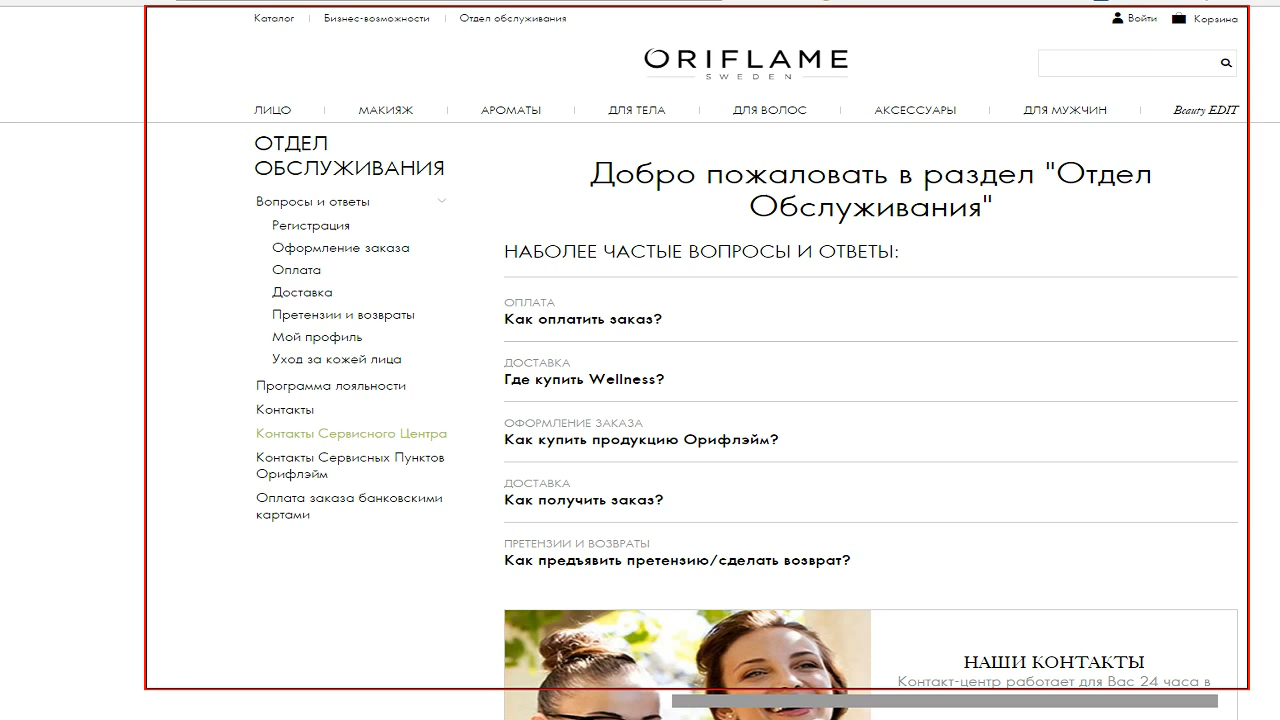 Каталог Бизнес-возможности Отдел обслуживания Войти Корзина
ORIFLAME
SWEDEN
ЛИЦО МАКИЯЖ АРОМАТЫ ДЛЯ ТЕЛА ДЛЯ ВОЛОС АКСЕССУАРЫ ДЛЯ МУЖЧИН Beauty EDIT
ОТДЕЛ
ОБСЛУЖИВАНИЯ
Вопросы и ответы
Регистрация
Оформление заказа
Оплата
Доставка
Претензии и возвраты
Мой профиль
Уход за кожей лица
Программа лояльности
Контакты
Контакты Сервисного Центра
Контакты Сервисных Пунктов
Орифлэйм
Оплата заказа банковскими
картами
Добро пожаловать в раздел "Отдел
Обслуживания"
НАБОЛЕЕ ЧАСТЫЕ ВОПРОСЫ И ОТВЕТЫ:
ОПЛАТА
Как оплатить заказ?
ДОСТАВКА
Где купить Wellness?
ОФОРМЛЕНИЕ ЗАКАЗА
Как купить продукцию Орифлэйм?
ДОСТАВКА
Как получить заказ?
ПРЕТЕНЗИИ И ВОЗВРАТЫ
Как предъявить претензию/сделать возврат?
НАШИ КОНТАКТЫ
Контакт-центр работает для Вас 24 часа в